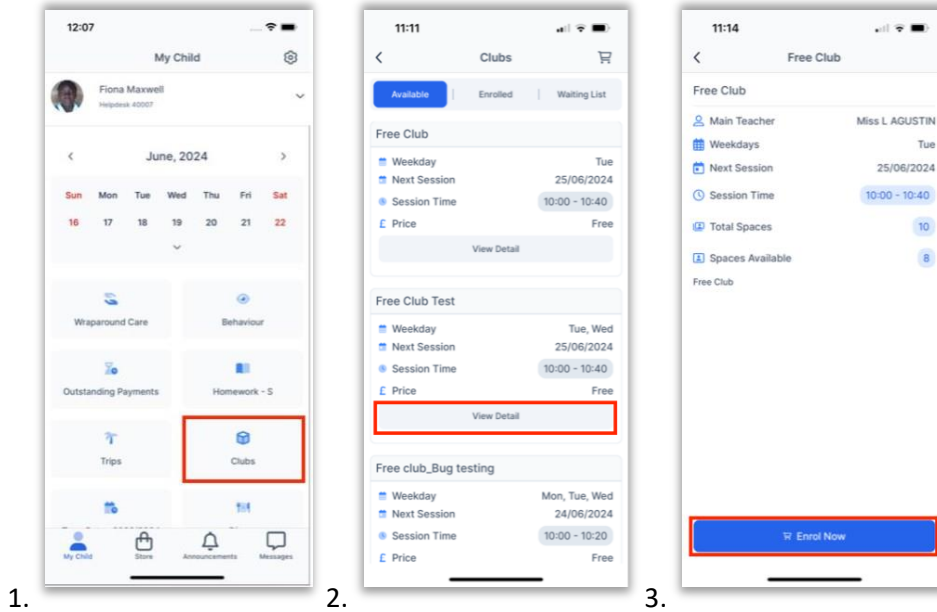 12:07
My Child
Fiona Maxwell
Helpdesk 40007
June, 2024
Sun Mon Tue Wed Thu Fri Sat
16 17 18 19 20 21 22
Wraparound Care
Behaviour
Outstanding Payments
Homework - S
Trips
Clubs
My Child
Store
Announcements
Messages
1.
11:11
Clubs
Available
Enrolled
Waiting List
Free Club
Weekday Tue
Next Session 25/06/2024
Session Time 10:00 - 10:40
£ Price Free
View Detail
Free Club Test
Weekday Tue, Wed
Next Session 25/06/2024
Session Time 10:00 - 10:40
£ Price Free
View Detail
Free club_Bug testing
Weekday Mon, Tue, Wed
Next Session 24/06/2024
Session Time 10:00 - 10:20
£ Price Free
2.
11:14
Free Club
Free Club
Main Teacher Miss L AGUSTIN
Weekdays Tue
Next Session 25/06/2024
Session Time 10:00 - 10:40
Total Spaces 10
Spaces Available 8
Free Club
Enrol Now
3.